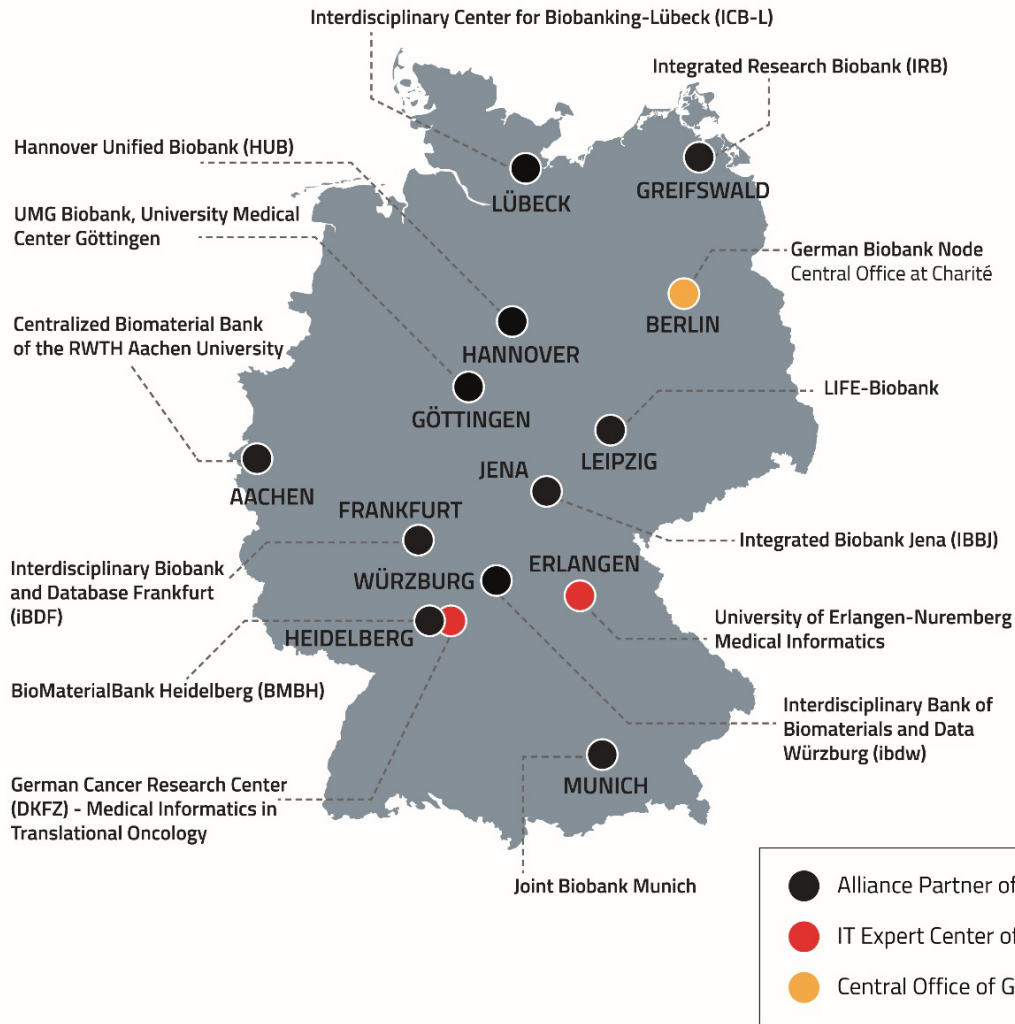 Interdisciplinary Center for Biobanking-Lübeck (ICB-L)
Integrated Research Biobank (IRB)
Hannover Unified Biobank (HUB)
LÜBECK
GREIFSWALD
UMG Biobank, University Medical
Center Göttingen
German Biobank Node
Central Office at Charité
BERLIN
Centralized Biomaterial Bank
of the RWTH Aachen University
HANNOVER
GÖTTINGEN
LIFE-Biobank
LEIPZIG
JENA
AACHEN
FRANKFURT
Integrated Biobank Jena (IBBJ)
ERLANGEN
Interdisciplinary Biobank
and Database Frankfurt
(iBDF)
WÜRZBURG
HEIDELBERG
University of Erlangen-Nuremberg
Medical Informatics
BioMaterialBank Heidelberg (BMBH)
Interdisciplinary Bank of
Biomaterials and Data
Würzburg (ibdw)
German Cancer Research Center
(DKFZ) - Medical Informatics in
Translational Oncology
MUNICH
Joint Biobank Munich
Alliance Partner of
IT Expert Center of
Central Office of G